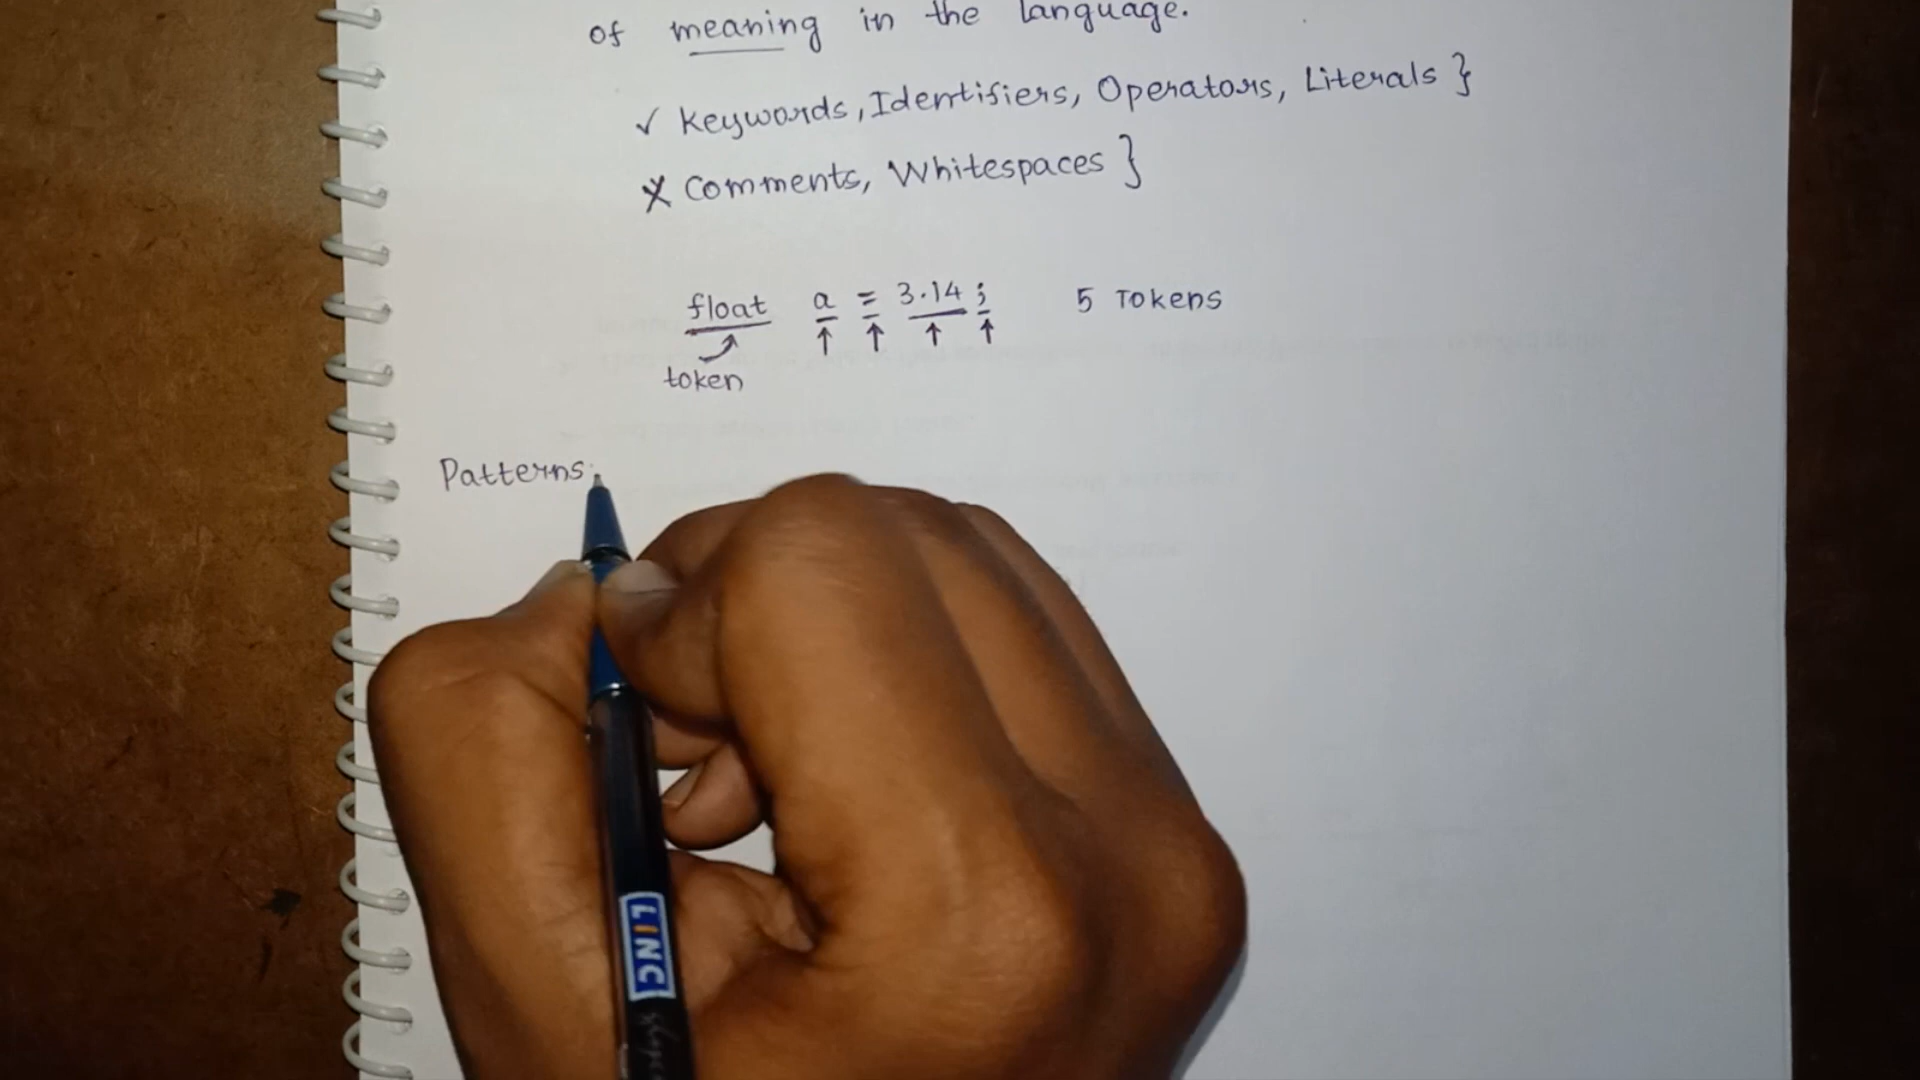 of meaning in the language.
✓ Keywords, Identifiers, Operators, Literals }
X Comments, Whitespaces }
float a = 3.14 ; 5 Tokens
token
Patterns:
LINC